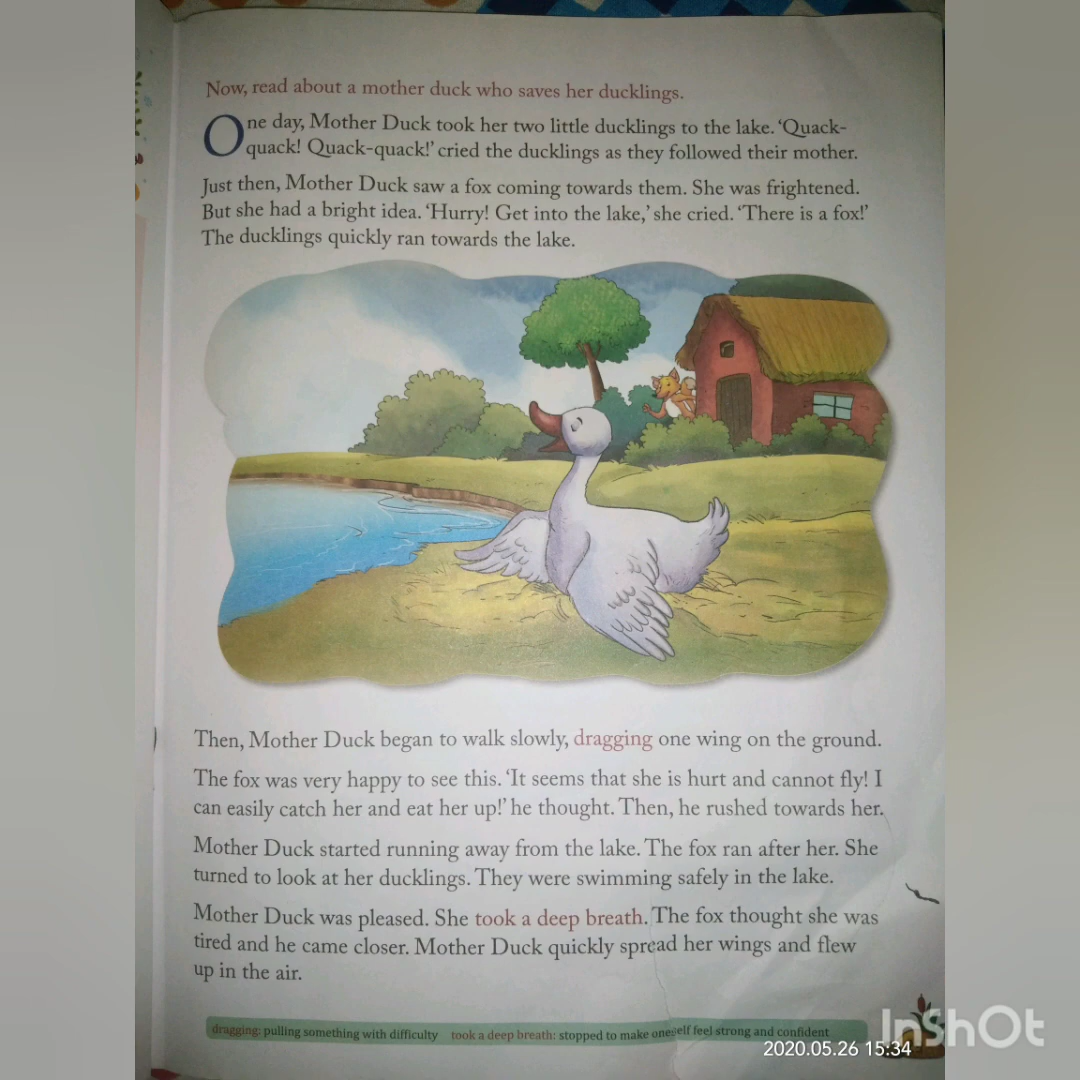 Now, read about a mother duck who saves her ducklings.
One day, Mother Duck took her two little ducklings to the lake. ‘Quack-
quack! Quack-quack!’ cried the ducklings as they followed their mother.
Just then, Mother Duck saw a fox coming towards them. She was frightened.
But she had a bright idea. ‘Hurry! Get into the lake,’ she cried. ‘There is a fox!’
The ducklings quickly ran towards the lake.
Then, Mother Duck began to walk slowly, dragging one wing on the ground.
The fox was very happy to see this. ‘It seems that she is hurt and cannot fly! I
can easily catch her and eat her up!’ he thought. Then, he rushed towards her.
Mother Duck started running away from the lake. The fox ran after her. She
turned to look at her ducklings. They were swimming safely in the lake.
Mother Duck was pleased. She took a deep breath. The fox thought she was
tired and he came closer. Mother Duck quickly spread her wings and flew
up in the air.
dragging: pulling something with difficulty took a deep breath: stopped to make oneself feel strong and confident
InShOt
2020.05.26 15:34